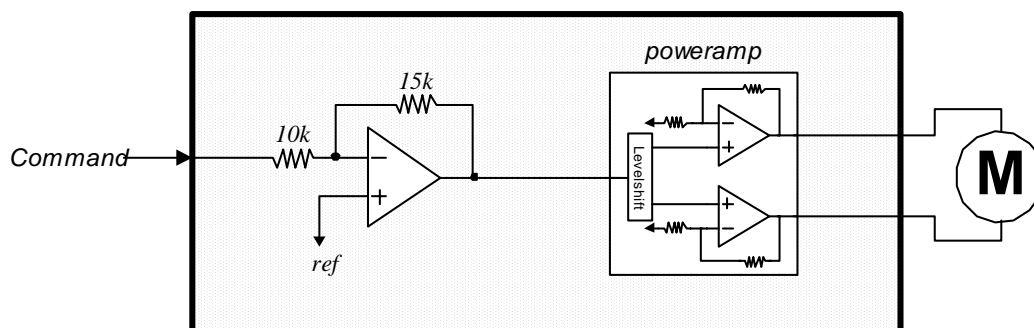 poweramp
15k
10k
Command
Levelshift
ref
M